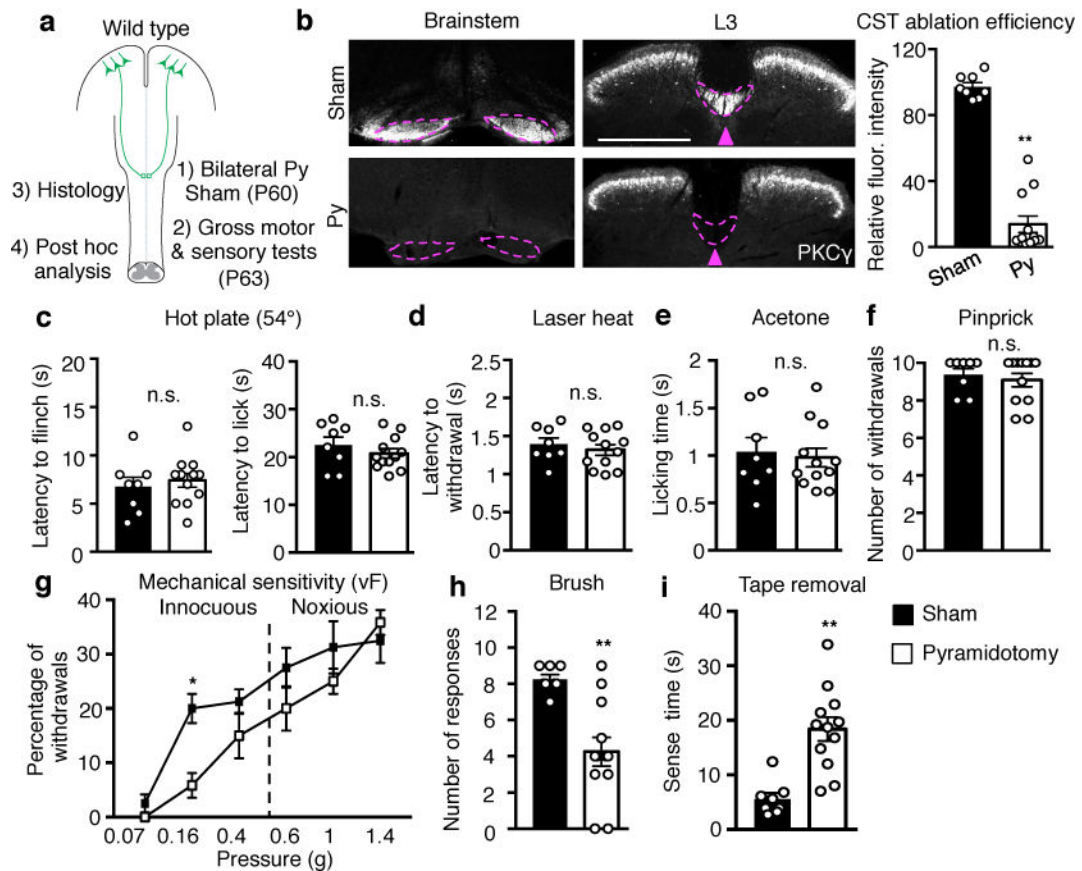 a
Wild type
1) Bilateral Py
Sham (P60)
3) Histology
2) Gross motor
& sensory tests
(P63)
4) Post hoc
analysis
b
Brainstem
L3
CST ablation efficiency
Sham
Py
PKCγ
Relative fluor. intensity
120
80
40
0
**
Sham
Py
c
Hot plate (54°)
Latency to flinch (s)
20
15
10
5
0
n.s.
Latency to lick (s)
40
30
20
10
0
n.s.
d
Laser heat
Latency to
withdrawal (s)
2.5
2
1.5
1
0.5
n.s.
e
Acetone
Licking time (s)
2
1.5
1
0.5
0
n.s.
f
Pinprick
Number of withdrawals
10
8
6
4
2
0
n.s.
g
Mechanical sensitivity (vF)
Innocuous
Noxious
Percentage of
withdrawals
40
30
20
10
0
*
0.07
0.16
0.4
0.6
1
1.4
Pressure (g)
h
Brush
Number of responses
12
10
8
6
4
2
0
**
i
Tape removal
Sense time (s)
40
30
20
10
0
**
Sham
Pyramidotomy